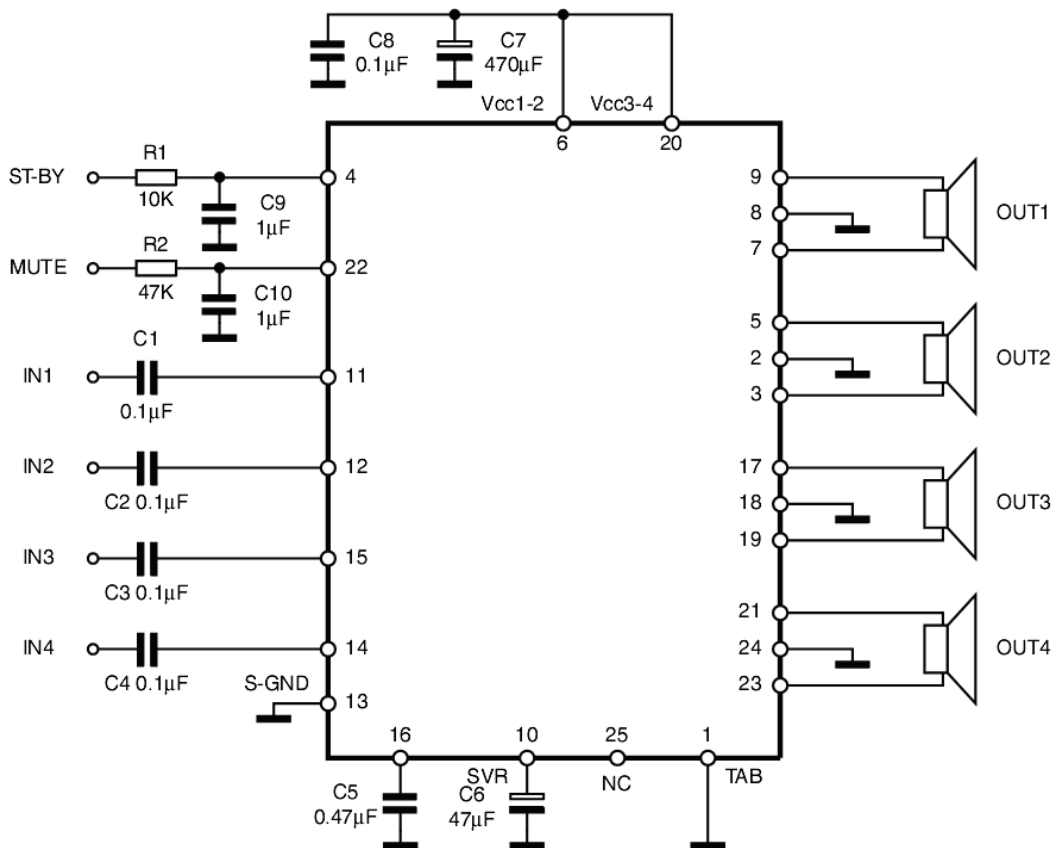 C8
0.1µF
C7
470µF
Vcc1-2
Vcc3-4
6
20
ST-BY
R1
10K
C9
1µF
4
MUTE
R2
47K
C10
1µF
22
IN1
C1
0.1µF
11
IN2
C2 0.1µF
12
IN3
C3 0.1µF
15
IN4
C4 0.1µF
14
S-GND
13
9
8
7
OUT1
5
2
3
OUT2
17
18
19
OUT3
21
24
23
OUT4
16
10
25
1
SVR
NC
TAB
C5
0.47µF
C6
47µF